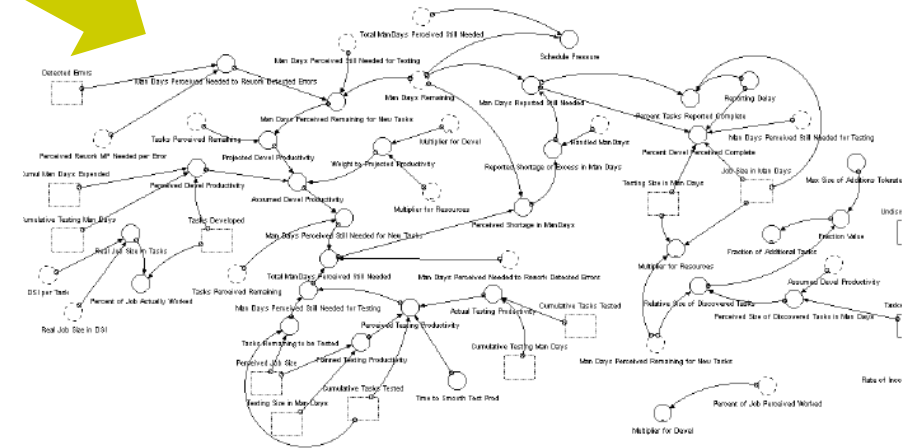 Total Man Days Perceived Still Needed
Schedule Pressure
Man Days Perceived Still Needed for Testing
Detected Errors
Man Days Perceived Needed to Rework Detected Errors
Man Days Remaining
Man Days Reported Still Needed
Reporting Delay
Man Days Perceived Remaining for New Tasks
Percent Tasks Reported Complete
Tasks Perceived Remaining
Multiplier for Devel
Handled Man Days
Man Days Perceived Still Needed for Testing
Perceived Rework MP Needed per Error
Projected Devel Productivity
Weight to Projected Productivity
Reported Shortage of Excess in Man Days
Percent Devel Perceived Complete
Cumul Man Days Expended
Perceived Devel Productivity
Testing Size in Man Days
Job Size in Man Days
Max Size of Additions Tolerate
Assumed Devel Productivity
Multiplier for Resources
Cumulative Testing Man Days
Tasks Developed
Perceived Shortage in ManDays
Man Days Perceived Still Needed for New Tasks
Fraction Value
Real Job Size in Tasks
Fraction of Additional Tasks
Multiplier for Resources
Total ManDays Perceived Still Needed
Man Days Perceived Needed to Rework Detected Errors
Assumed Devel Productivity
DSI per Task
Percent of Job Actually Worked
Tasks Perceived Remaining
Relative Size of Discovered Tasks
Man Days Perceived Still Needed for Testing
Actual Testing Productivity
Cumulative Tasks Tested
Perceived Size of Discovered Tasks in Man Days
Real Job Size in DSI
Perceived Testing Productivity
Tasks Remaining to be Tested
Cumulative Testing Man Days
Perceived Job Size
Planned Testing Productivity
Man Days Perceived Remaining for New Tasks
Cumulative Tasks Tested
Time to Smooth Test Prod
Testing Size in Man Days
Percent of Job Perceived Worked
Multiplier for Devel